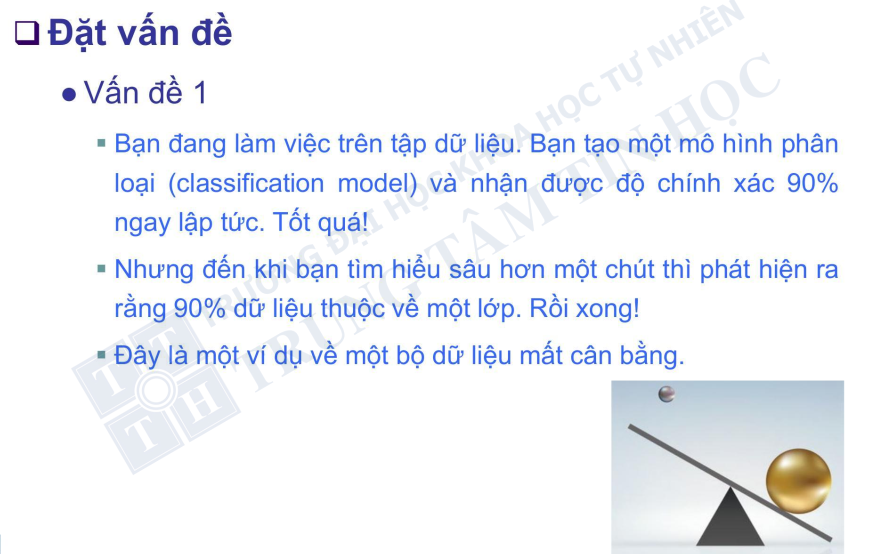 Đặt vấn đề
Vấn đề 1
Bạn đang làm việc trên tập dữ liệu. Bạn tạo một mô hình phân
loại (classification model) và nhận được độ chính xác 90%
ngay lập tức. Tốt quá!
Nhưng đến khi bạn tìm hiểu sâu hơn một chút thì phát hiện ra
rằng 90% dữ liệu thuộc về một lớp. Rồi xong!
Đây là một ví dụ về một bộ dữ liệu mất cân bằng.
TRƯỜNG ĐẠI HỌC KHOA HỌC TỰ NHIÊN
TRUNG TÂM TIN HỌC
T T
T H